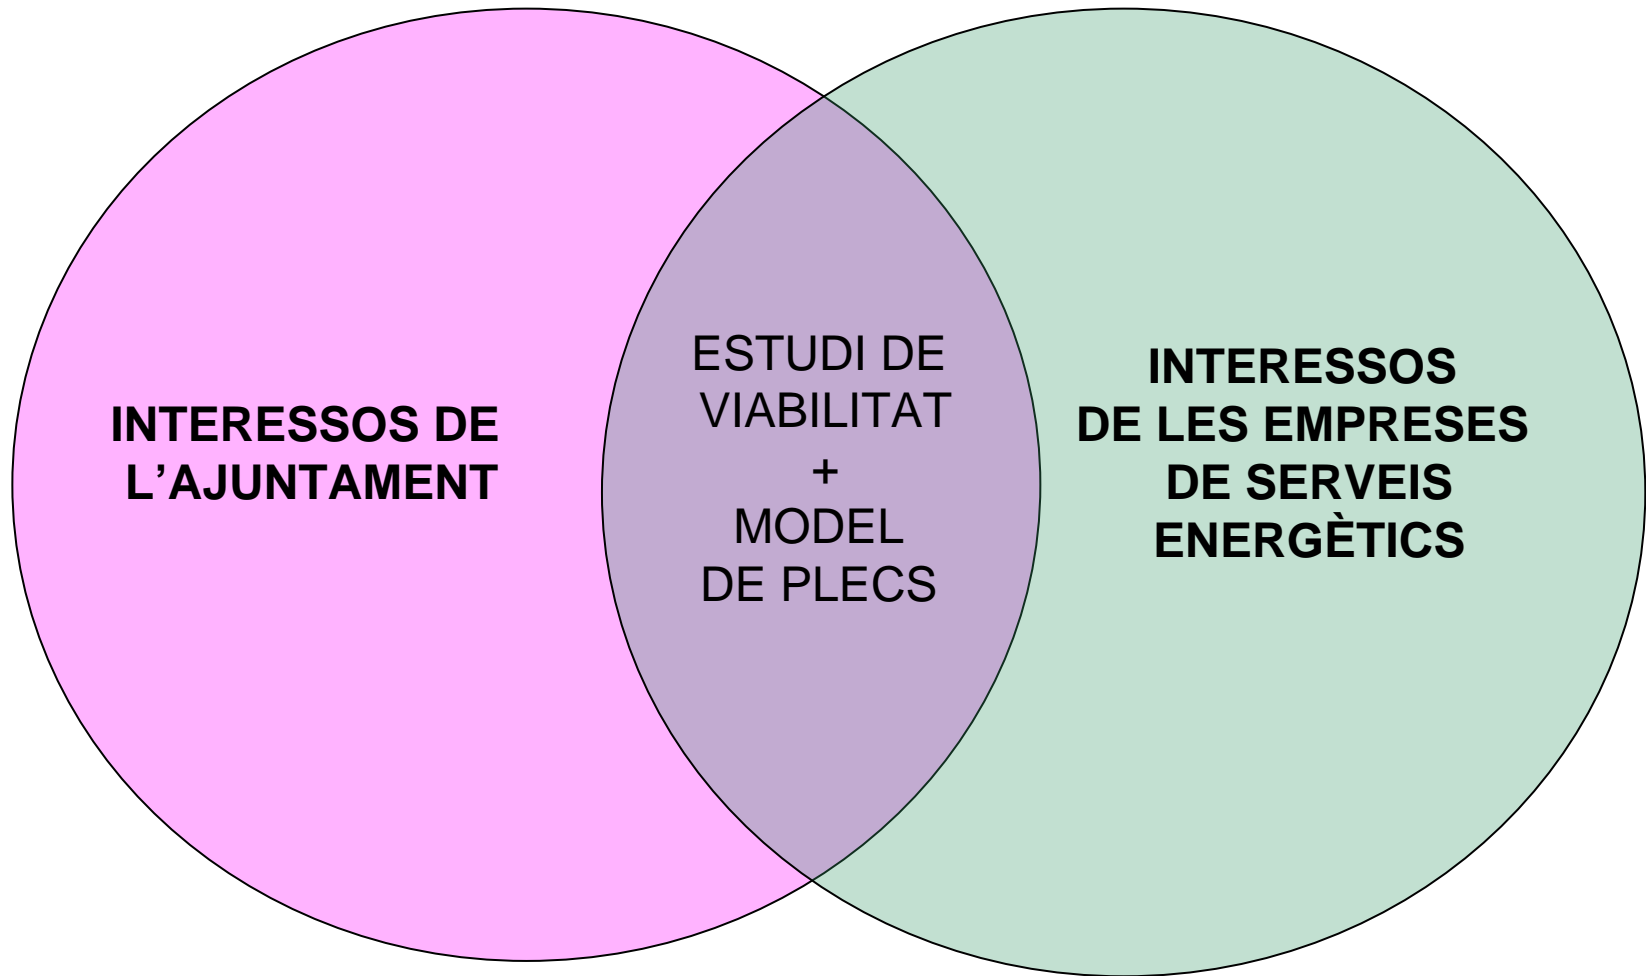 INTERESSOS DE
L’AJUNTAMENT
ESTUDI DE
VIABILITAT
+
MODEL
DE PLECS
INTERESSOS
DE LES EMPRESES
DE SERVEIS
ENERGÈTICS